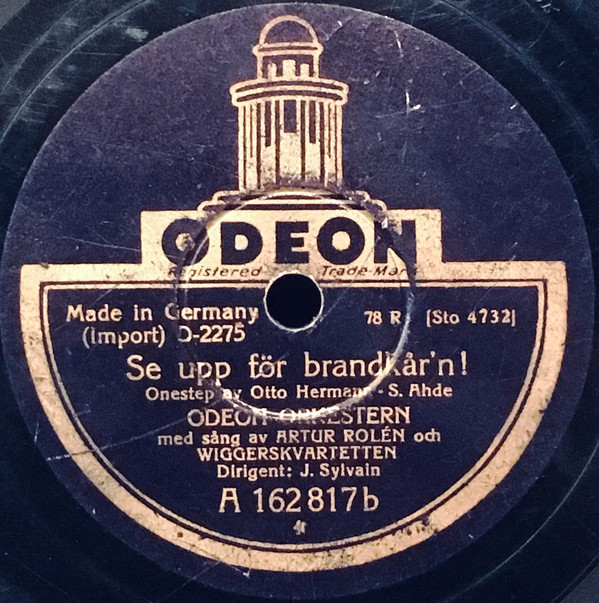 ODEON
Registered Trade-Mark
Made in Germany
(Import) D-2275
78 R. [Sto 4732]
Se upp för brandkår'n!
Onestep av Otto Hermann - S. Ahde
ODEON-ORKESTERN
med sång av ARTUR ROLÉN och
WIGGERSKVARTETTEN
Dirigent: J. Sylvain
A 162817b